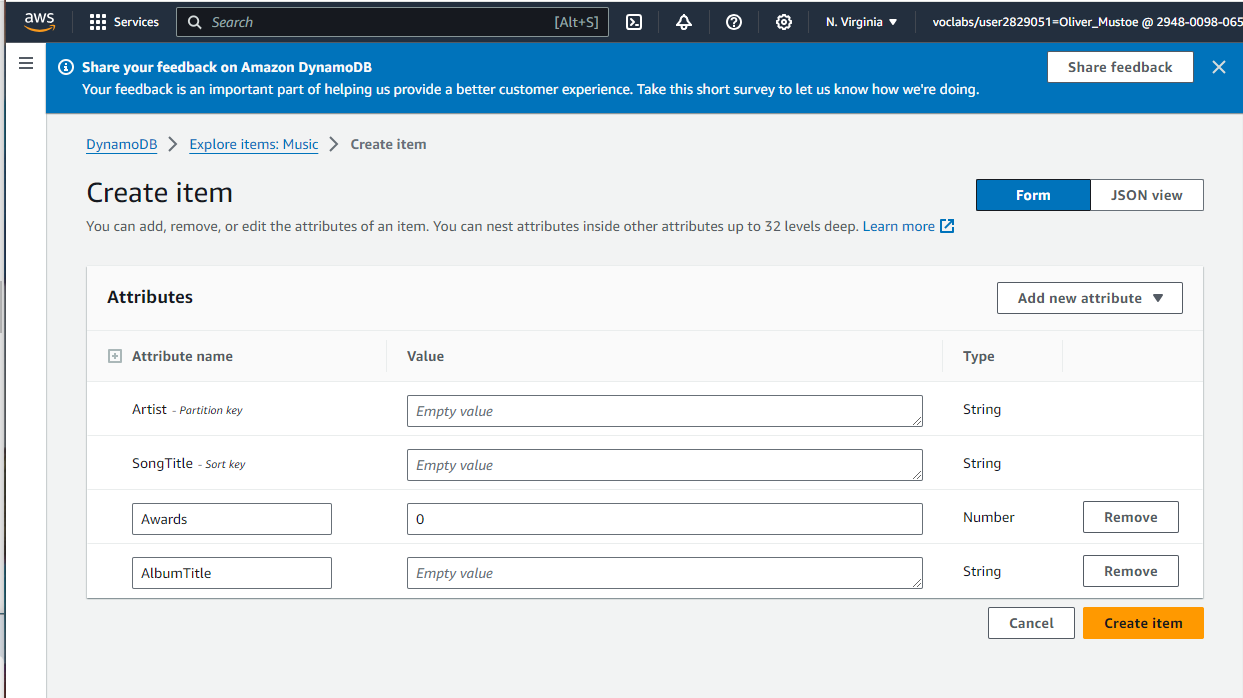 aws
Services
Search [Alt+S]
N. Virginia
voclabs/user2829051=Oliver_Mustoe @ 2948-0098-065
Share your feedback on Amazon DynamoDB
Your feedback is an important part of helping us provide a better customer experience. Take this short survey to let us know how we're doing.
Share feedback
DynamoDB > Explore items: Music > Create item
Create item
Form JSON view
You can add, remove, or edit the attributes of an item. You can nest attributes inside other attributes up to 32 levels deep. Learn more
Attributes
Add new attribute
Attribute name Value Type
Artist - Partition key Empty value String
SongTitle - Sort key Empty value String
Awards 0 Number Remove
AlbumTitle Empty value String Remove
Cancel Create item